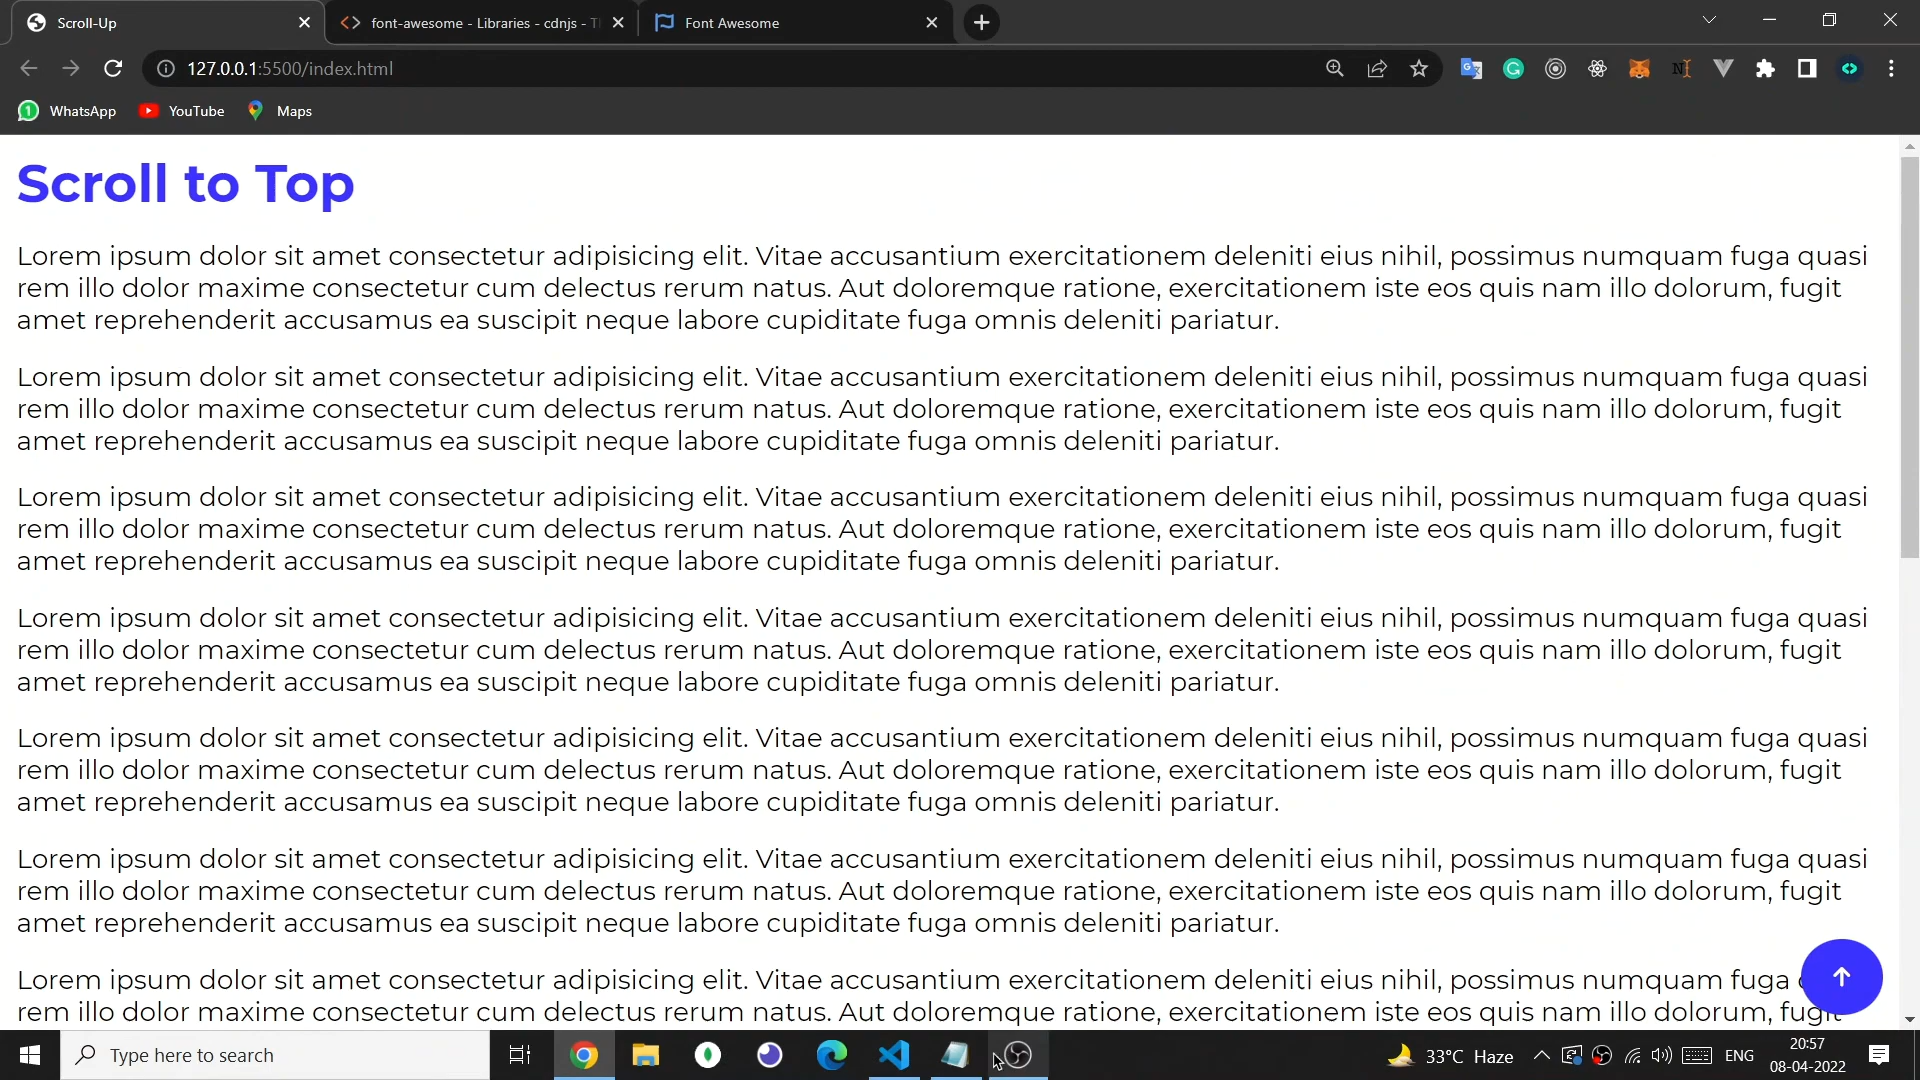 Scroll-Up
font-awesome - Libraries - cdnjs - Th
Font Awesome
127.0.0.1:5500/index.html
WhatsApp
YouTube
Maps
Scroll to Top
Lorem ipsum dolor sit amet consectetur adipisicing elit. Vitae accusantium exercitationem deleniti eius nihil, possimus numquam fuga quasi
rem illo dolor maxime consectetur cum delectus rerum natus. Aut doloremque ratione, exercitationem iste eos quis nam illo dolorum, fugit
amet reprehenderit accusamus ea suscipit neque labore cupiditate fuga omnis deleniti pariatur.
Lorem ipsum dolor sit amet consectetur adipisicing elit. Vitae accusantium exercitationem deleniti eius nihil, possimus numquam fuga quasi
rem illo dolor maxime consectetur cum delectus rerum natus. Aut doloremque ratione, exercitationem iste eos quis nam illo dolorum, fugit
amet reprehenderit accusamus ea suscipit neque labore cupiditate fuga omnis deleniti pariatur.
Lorem ipsum dolor sit amet consectetur adipisicing elit. Vitae accusantium exercitationem deleniti eius nihil, possimus numquam fuga quasi
rem illo dolor maxime consectetur cum delectus rerum natus. Aut doloremque ratione, exercitationem iste eos quis nam illo dolorum, fugit
amet reprehenderit accusamus ea suscipit neque labore cupiditate fuga omnis deleniti pariatur.
Lorem ipsum dolor sit amet consectetur adipisicing elit. Vitae accusantium exercitationem deleniti eius nihil, possimus numquam fuga quasi
rem illo dolor maxime consectetur cum delectus rerum natus. Aut doloremque ratione, exercitationem iste eos quis nam illo dolorum, fugit
amet reprehenderit accusamus ea suscipit neque labore cupiditate fuga omnis deleniti pariatur.
Lorem ipsum dolor sit amet consectetur adipisicing elit. Vitae accusantium exercitationem deleniti eius nihil, possimus numquam fuga quasi
rem illo dolor maxime consectetur cum delectus rerum natus. Aut doloremque ratione, exercitationem iste eos quis nam illo dolorum, fugit
amet reprehenderit accusamus ea suscipit neque labore cupiditate fuga omnis deleniti pariatur.
Lorem ipsum dolor sit amet consectetur adipisicing elit. Vitae accusantium exercitationem deleniti eius nihil, possimus numquam fuga quasi
rem illo dolor maxime consectetur cum delectus rerum natus. Aut doloremque ratione, exercitationem iste eos quis nam illo dolorum, fugit
amet reprehenderit accusamus ea suscipit neque labore cupiditate fuga omnis deleniti pariatur.
Lorem ipsum dolor sit amet consectetur adipisicing elit. Vitae accusantium exercitationem deleniti eius nihil, possimus numquam fuga
rem illo dolor maxime consectetur cum delectus rerum natus. Aut doloremque ratione, exercitationem iste eos quis nam illo dolorum, fugit
Type here to search
33°C Haze
ENG
20:57
08-04-2022